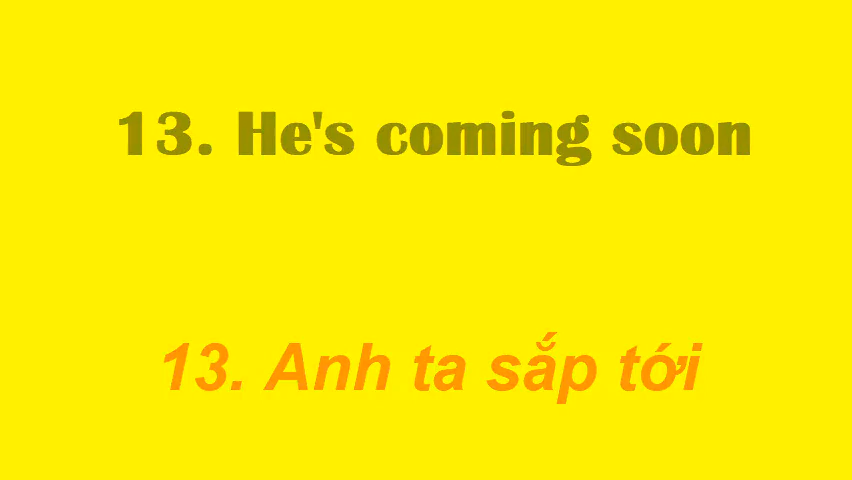 13. He's coming soon
13. Anh ta sắp tới